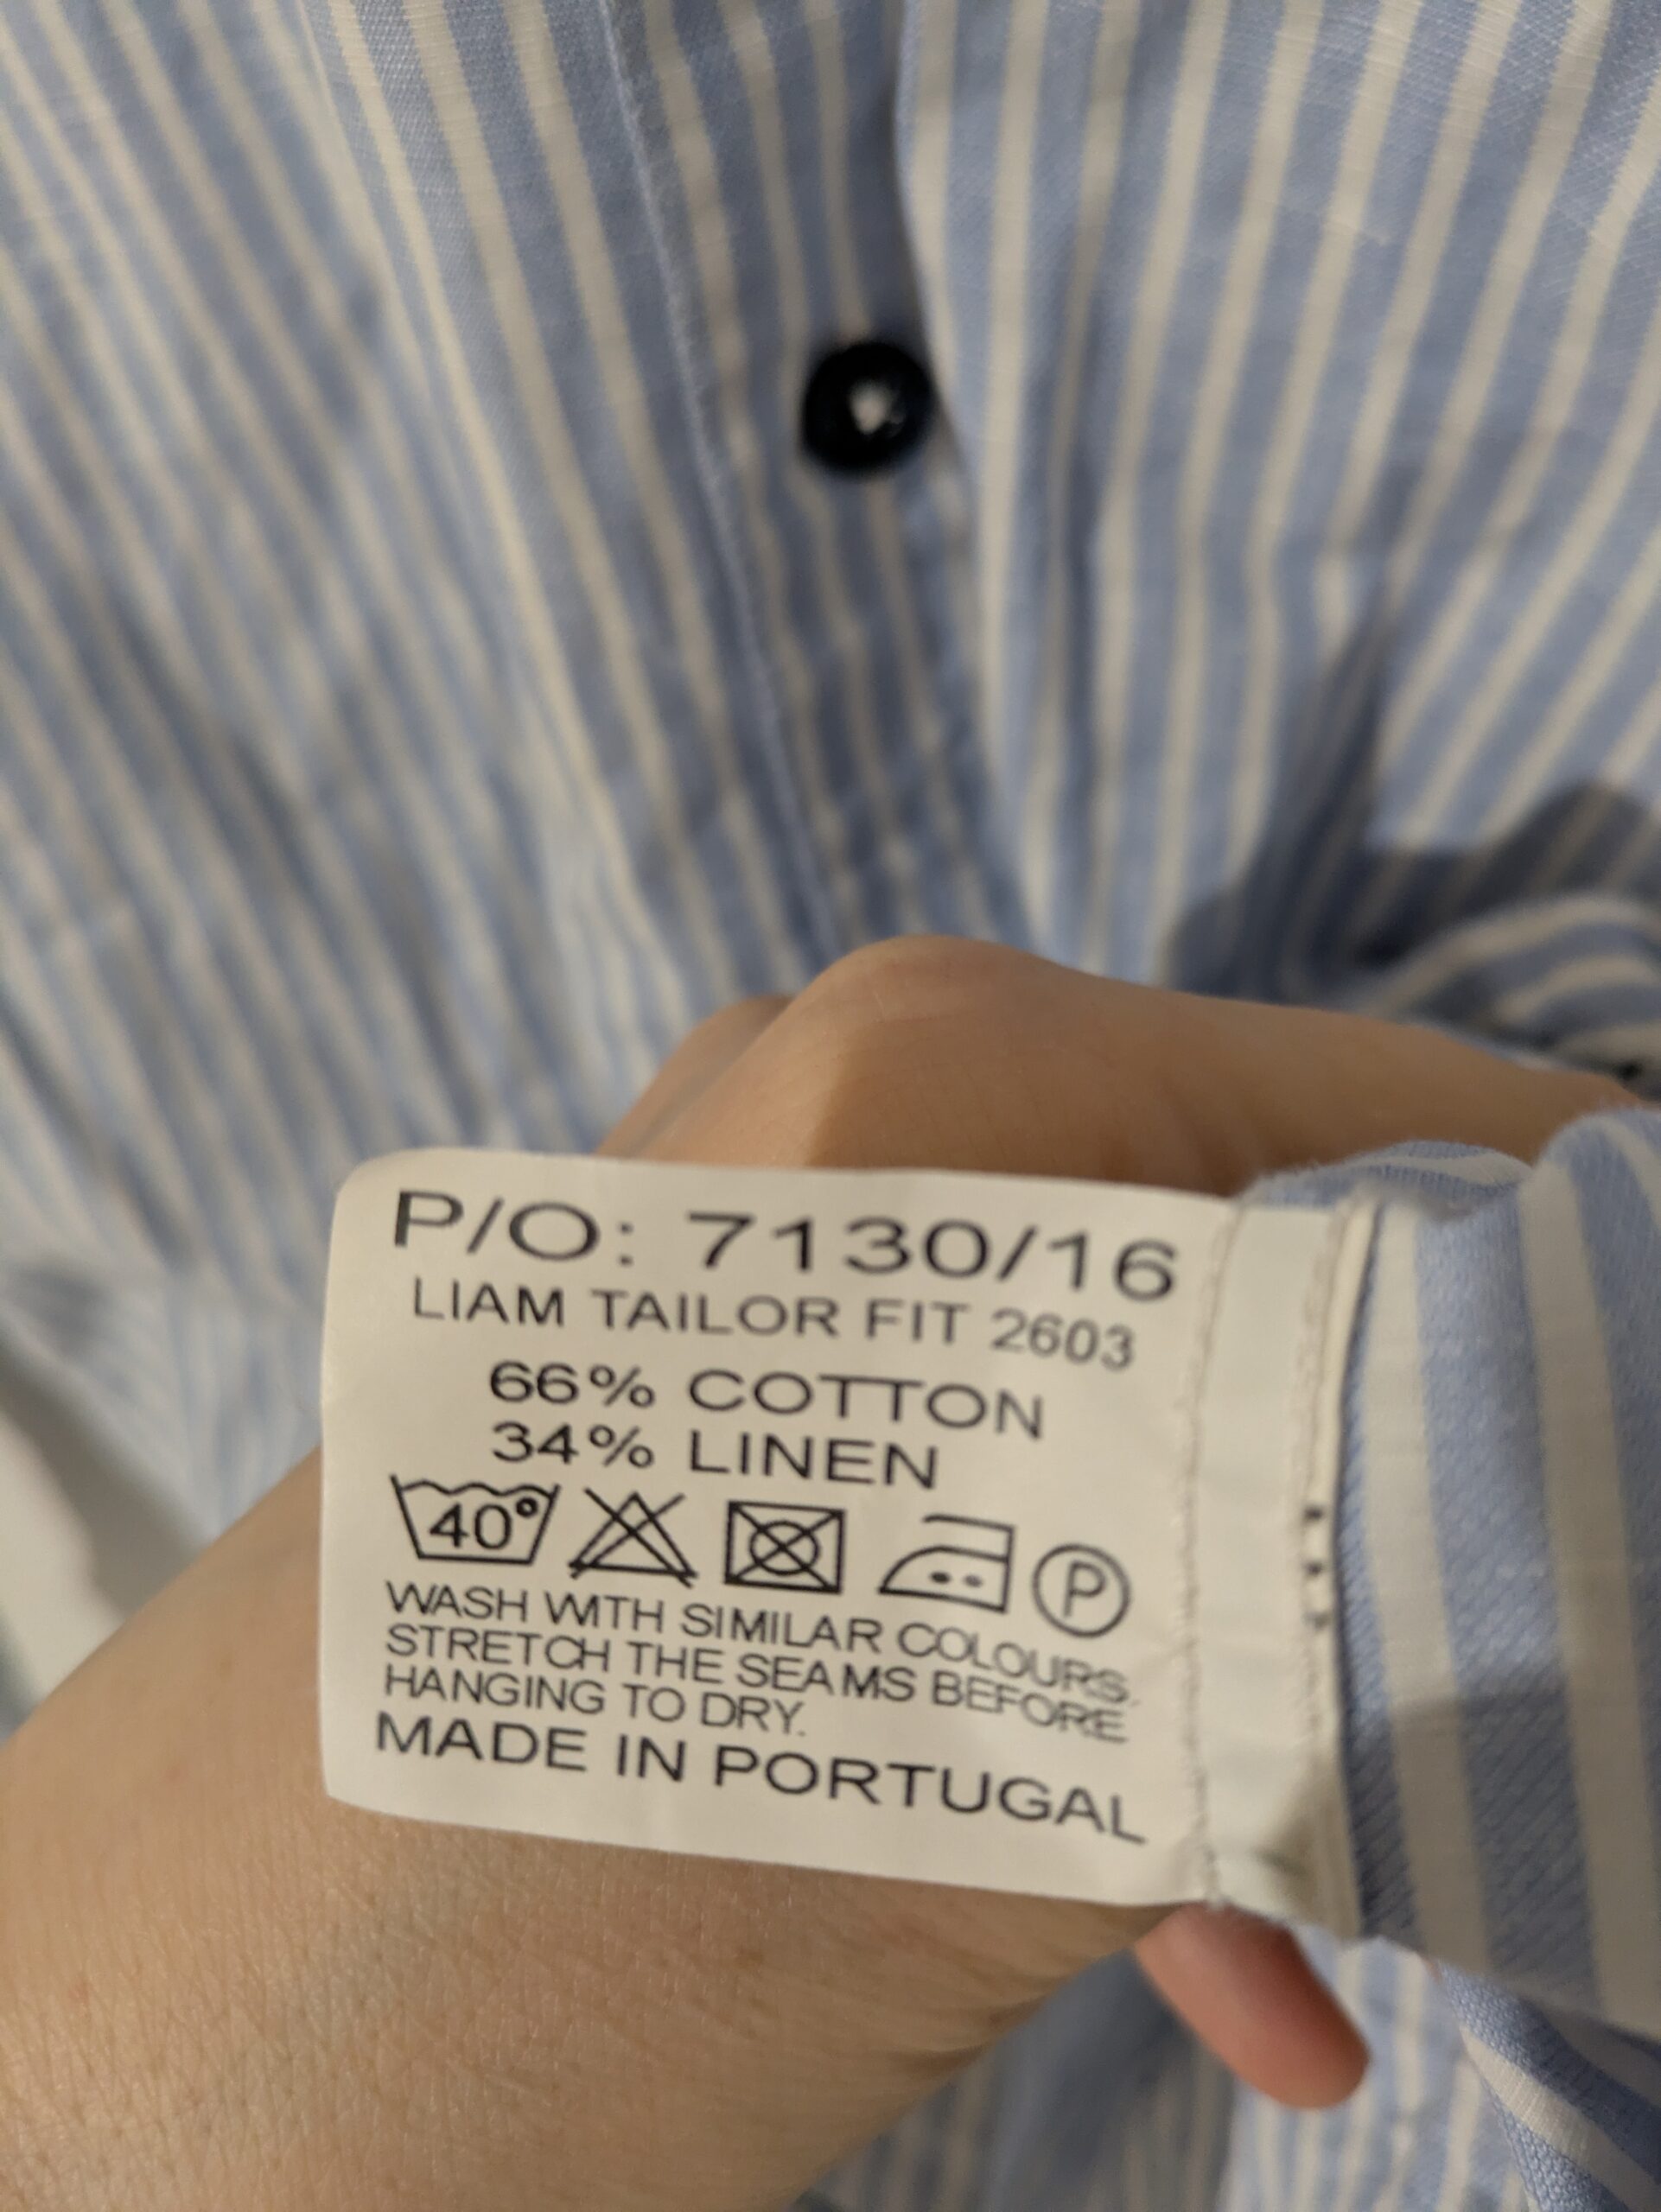 P/O: 7130/16
LIAM TAILOR FIT 2603
66% COTTON
34% LINEN
40°
P
WASH WITH SIMILAR COLOURS.
STRETCH THE SEAMS BEFORE
HANGING TO DRY.
MADE IN PORTUGAL